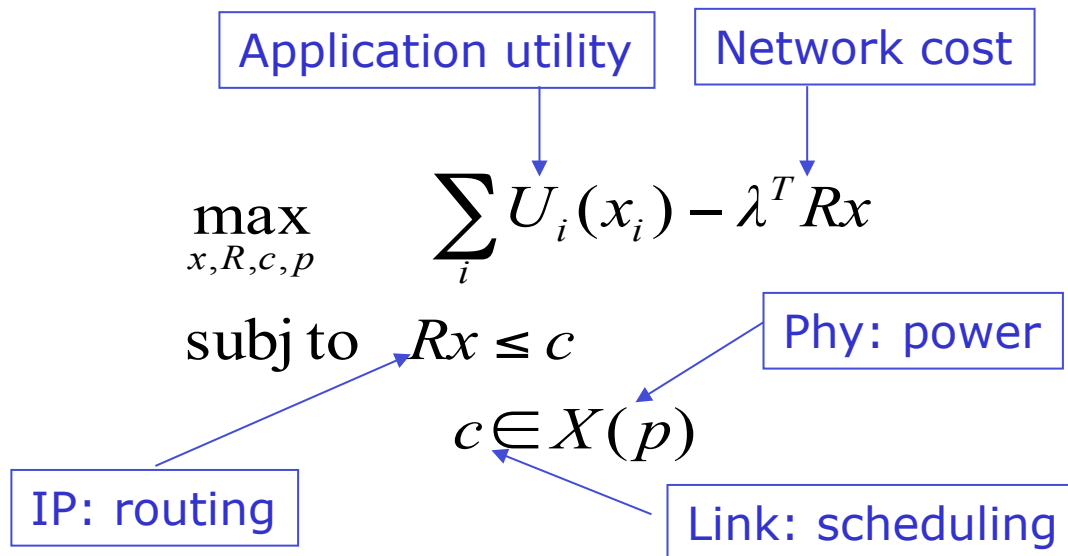 Application utility
Network cost
max ∑ U_i(x_i) − λ^T Rx
x,R,c,p i
subj to Rx ≤ c
Phy: power
c ∈ X(p)
IP: routing
Link: scheduling